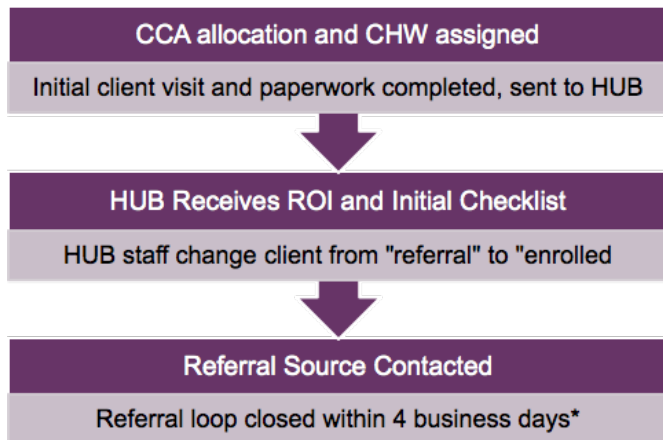 CCA allocation and CHW assigned
Initial client visit and paperwork completed, sent to HUB
HUB Receives ROI and Initial Checklist
HUB staff change client from "referral" to "enrolled
Referral Source Contacted
Referral loop closed within 4 business days*